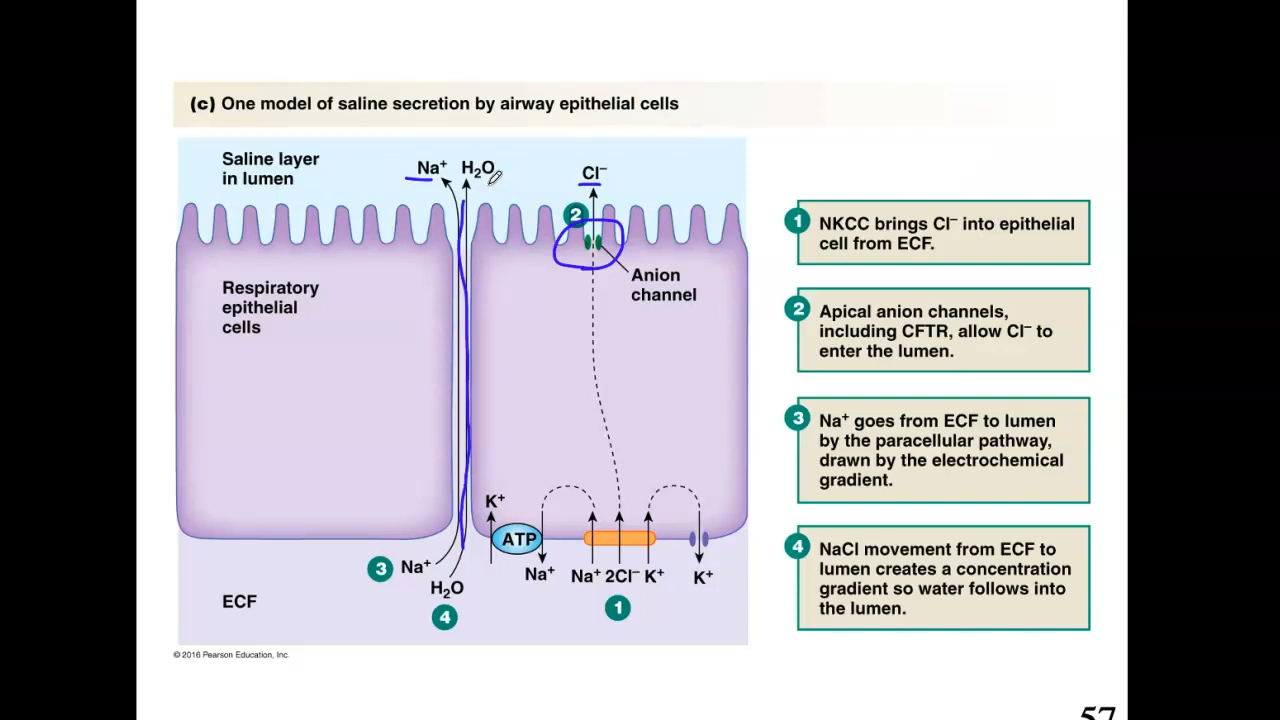 (c) One model of saline secretion by airway epithelial cells
Saline layer
in lumen
Na⁺ H₂O
Cl⁻
2
Anion
channel
Respiratory
epithelial
cells
K⁺
ATP
3 Na⁺
Na⁺ Na⁺ 2Cl⁻ K⁺ K⁺
H₂O
ECF
4
1
1 NKCC brings Cl⁻ into epithelial
cell from ECF.
2 Apical anion channels,
including CFTR, allow Cl⁻ to
enter the lumen.
3 Na⁺ goes from ECF to lumen
by the paracellular pathway,
drawn by the electrochemical
gradient.
4 NaCl movement from ECF to
lumen creates a concentration
gradient so water follows into
the lumen.
© 2016 Pearson Education, Inc.
57